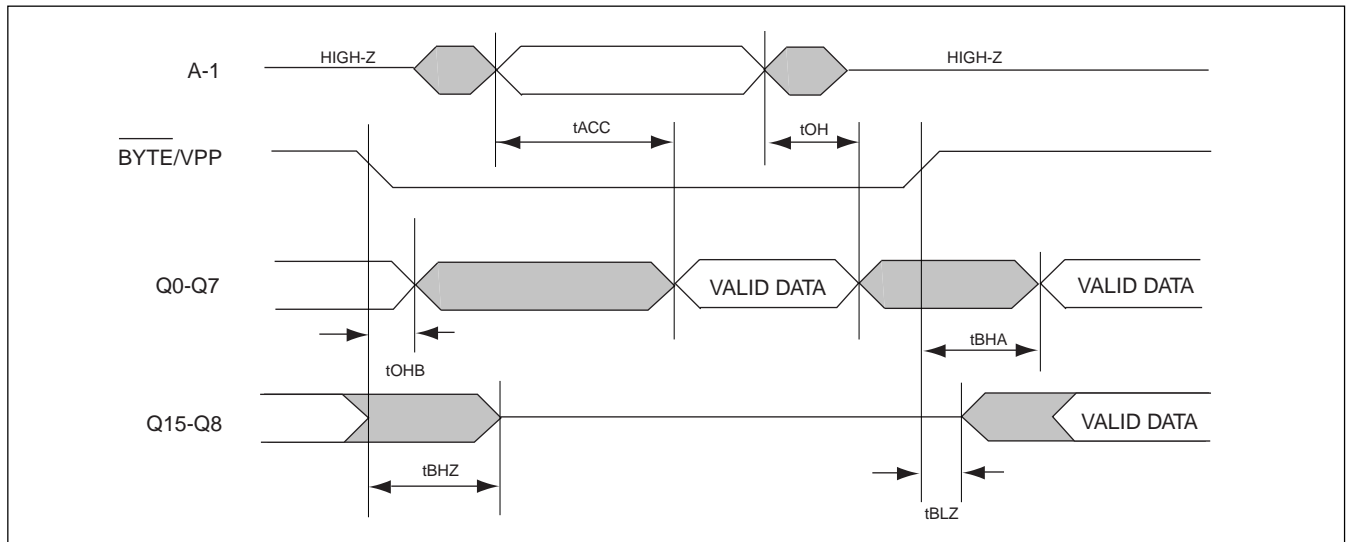 HIGH-Z
HIGH-Z
A-1
tACC
tOH
BYTE/VPP
Q0-Q7
VALID DATA
VALID DATA
tBHA
tOHB
Q15-Q8
VALID DATA
tBHZ
tBLZ